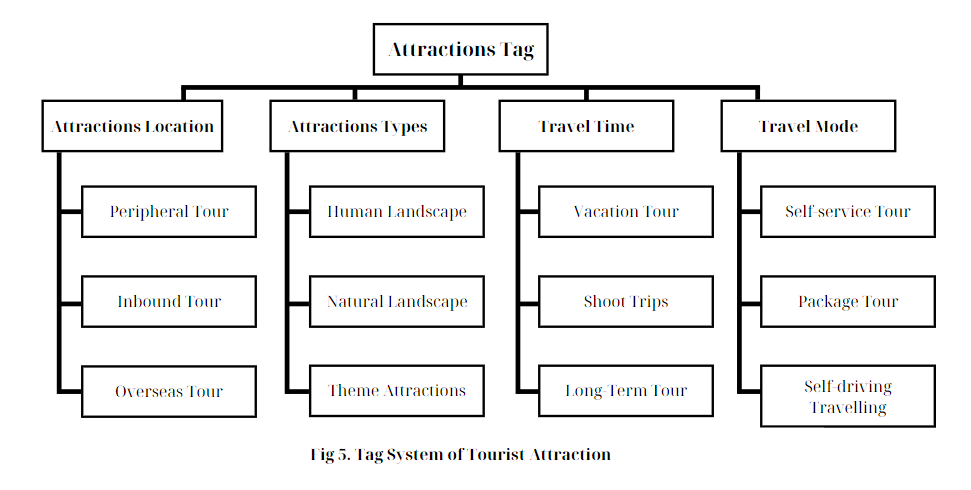 Attractions Tag
Attractions Location
Attractions Types
Travel Time
Travel Mode
Peripheral Tour
Human Landscape
Vacation Tour
Self-service Tour
Inbound Tour
Natural Landscape
Shoot Trips
Package Tour
Overseas Tour
Theme Attractions
Long-Term Tour
Self-driving
Travelling
Fig 5. Tag System of Tourist Attraction